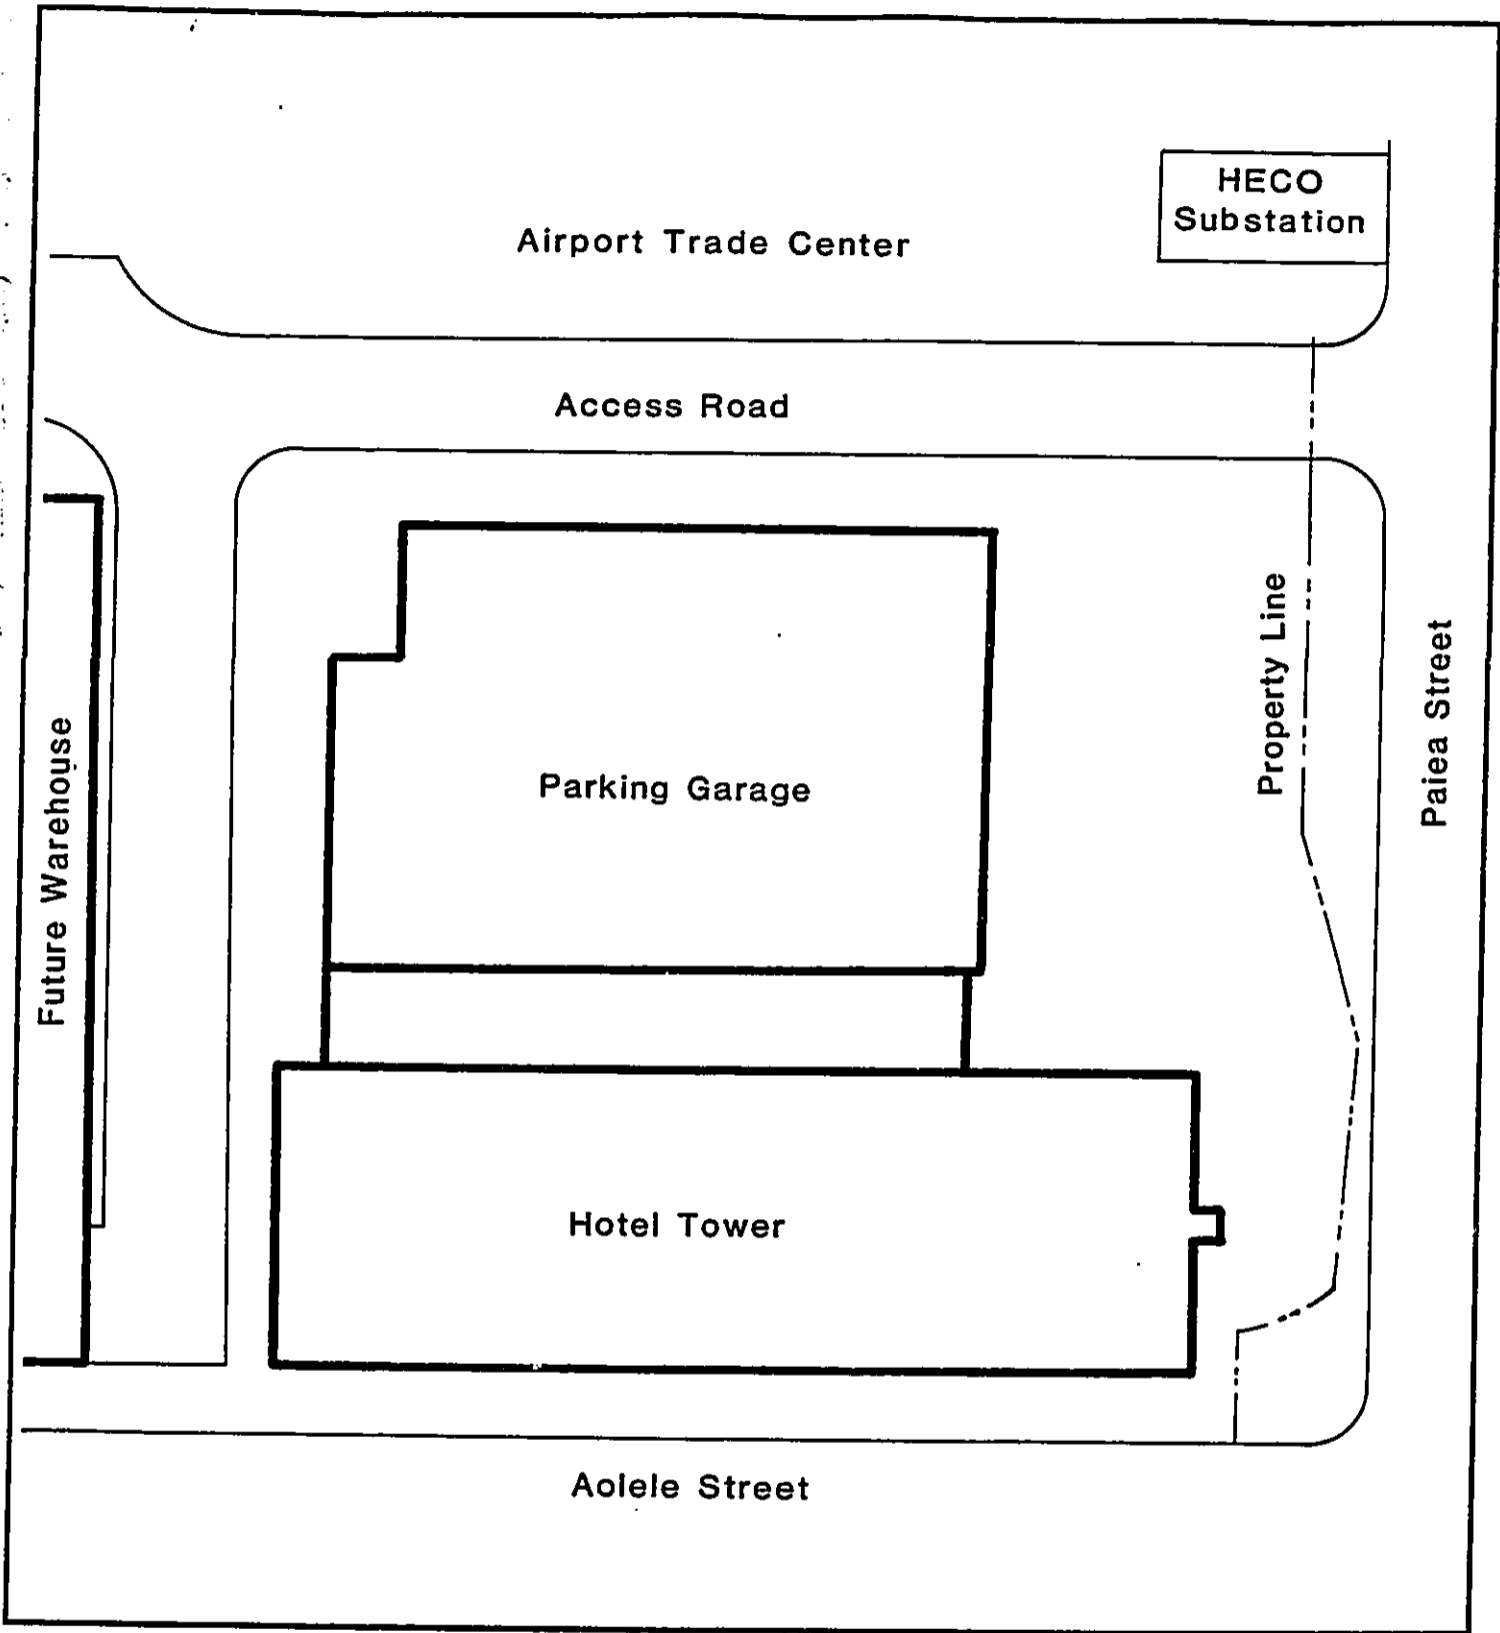 HECO
Substation
Airport Trade Center
Access Road
Property Line
Paiea Street
Future Warehouse
Parking Garage
Hotel Tower
Aolele Street